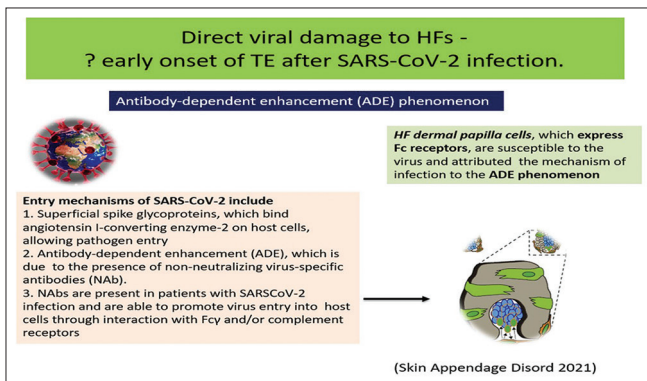 Direct viral damage to HFs -
? early onset of TE after SARS-CoV-2 infection.
Antibody-dependent enhancement (ADE) phenomenon
HF dermal papilla cells, which express
Fc receptors, are susceptible to the
virus and attributed the mechanism of
infection to the ADE phenomenon
Entry mechanisms of SARS-CoV-2 include
1. Superficial spike glycoproteins, which bind
angiotensin I-converting enzyme-2 on host cells,
allowing pathogen entry
2. Antibody-dependent enhancement (ADE), which is
due to the presence of non-neutralizing virus-specific
antibodies (NAb).
3. NAbs are present in patients with SARSCoV-2
infection and are able to promote virus entry into host
cells through interaction with Fcγ and/or complement
receptors
(Skin Appendage Disord 2021)